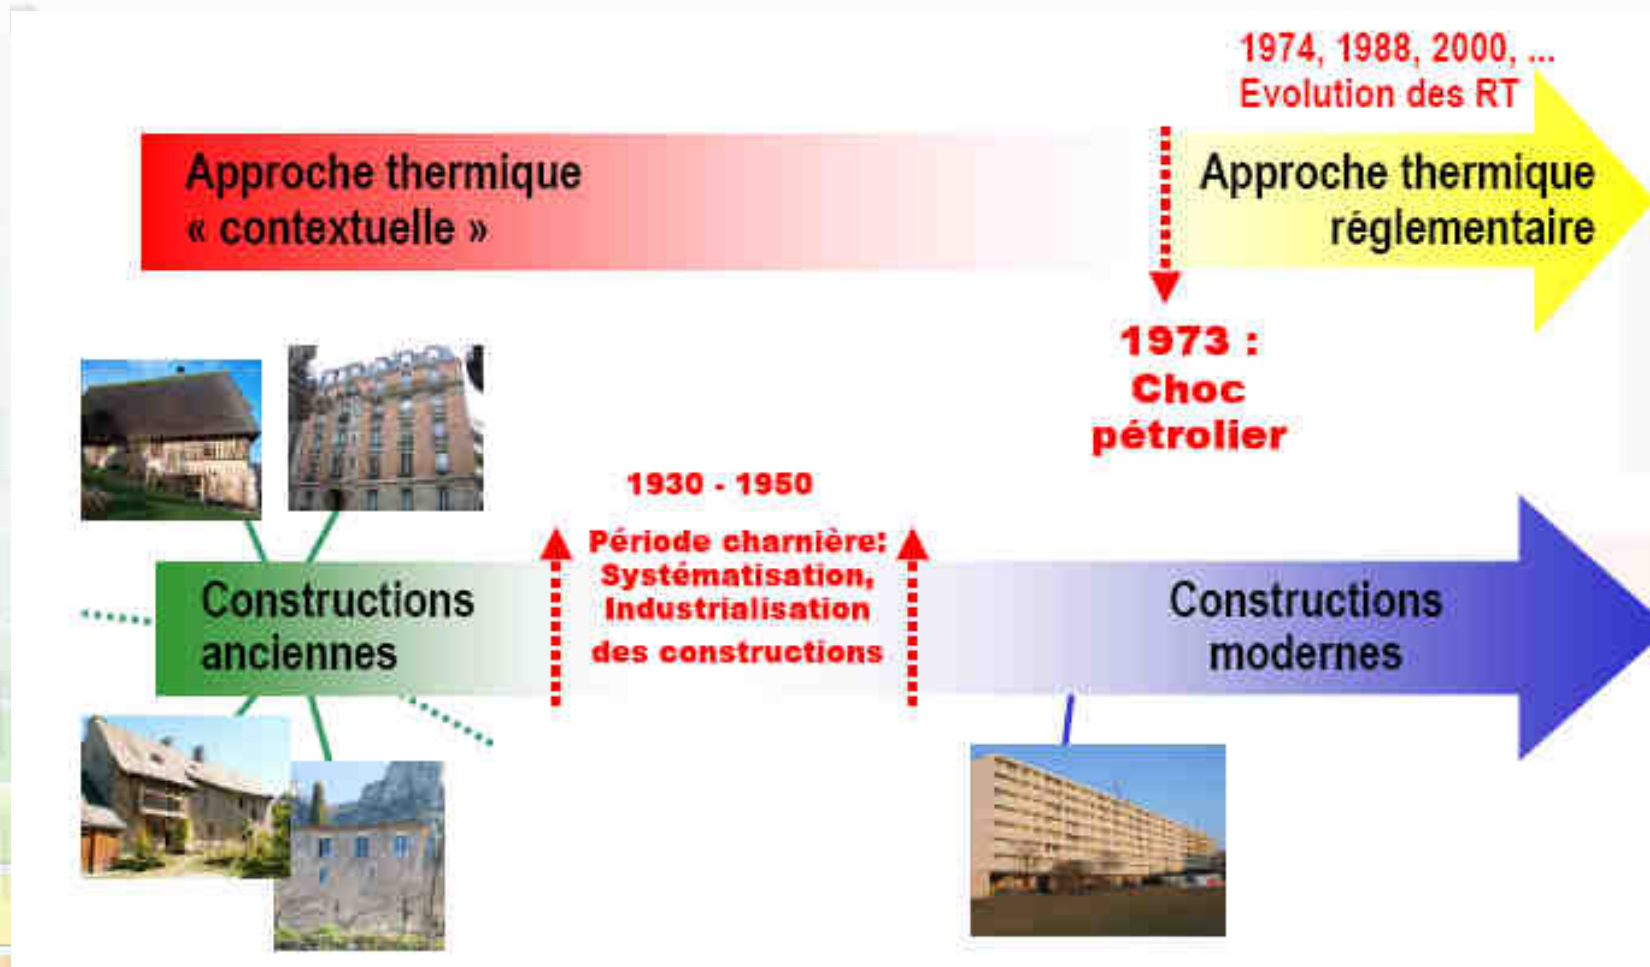 1974, 1988, 2000, ...
Evolution des RT
Approche thermique
« contextuelle »
Approche thermique
réglementaire
1973 :
Choc
pétrolier
1930 - 1950
Période charnière:
Systématisation,
Industrialisation
des constructions
Constructions
anciennes
Constructions
modernes